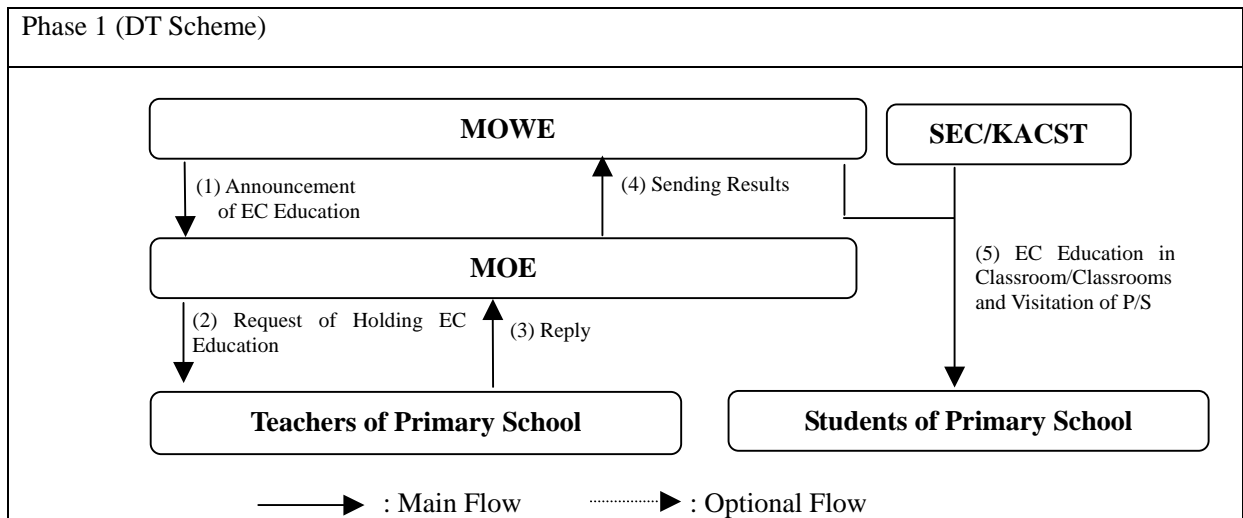 Phase 1 (DT Scheme)
MOWE
SEC/KACST
(1) Announcement
of EC Education
(4) Sending Results
MOE
(5) EC Education in
Classroom/Classrooms
and Visitation of P/S
(2) Request of Holding EC
Education
(3) Reply
Teachers of Primary School
Students of Primary School
: Main Flow
: Optional Flow